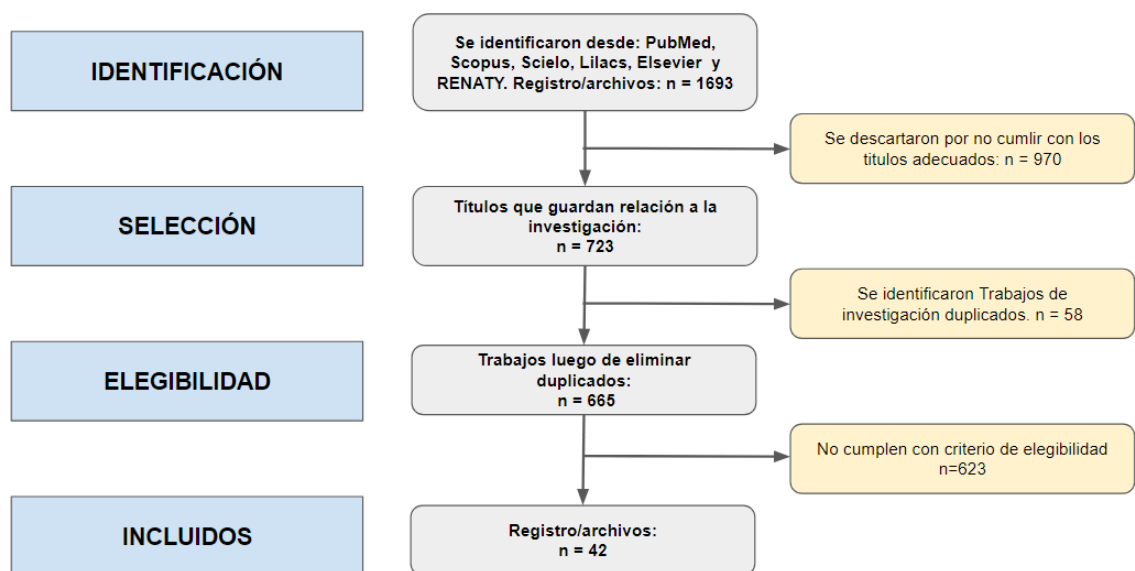 IDENTIFICACIÓN
Se identificaron desde: PubMed,
Scopus, Scielo, Lilacs, Elsevier y
RENATY. Registro/archivos: n = 1693
Se descartaron por no cumlir con los
titulos adecuados: n = 970
SELECCIÓN
Títulos que guardan relación a la
investigación:
n = 723
Se identificaron Trabajos de
investigación duplicados. n = 58
ELEGIBILIDAD
Trabajos luego de eliminar
duplicados:
n = 665
No cumplen con criterio de elegibilidad
n=623
INCLUIDOS
Registro/archivos:
n = 42